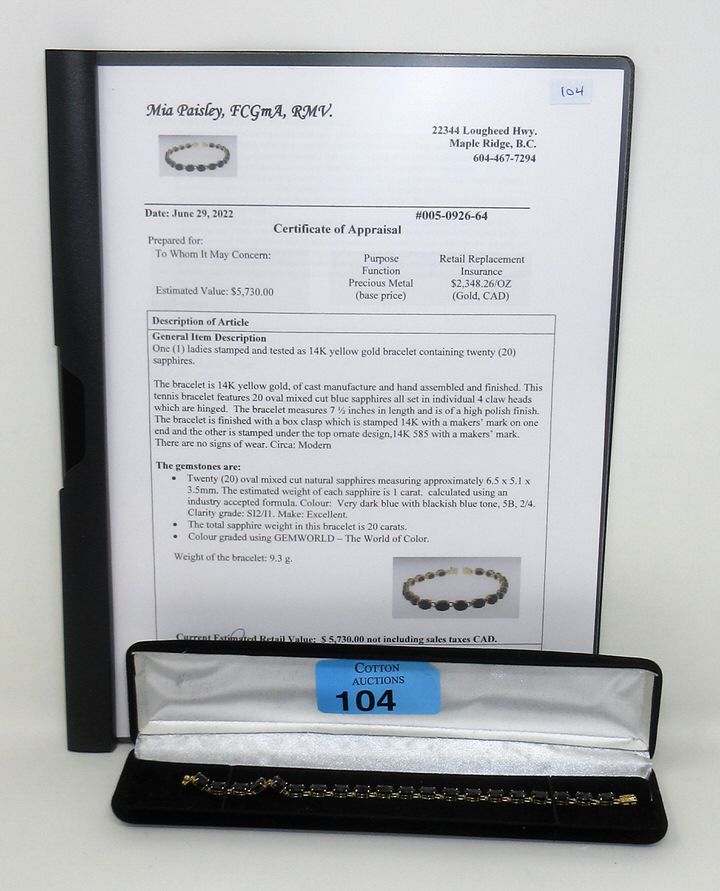 104
Mia Paisley, FCGmA, RMV.
22344 Lougheed Hwy.
Maple Ridge, B.C.
604-467-7294
Date: June 29, 2022
#005-0926-64
Certificate of Appraisal
Prepared for:
To Whom It May Concern:
Estimated Value: $5,730.00
Purpose
Function
Precious Metal
(base price)
Retail Replacement
Insurance
$2,348.26/OZ
(Gold, CAD)
Description of Article
General Item Description
One (1) ladies stamped and tested as 14K yellow gold bracelet containing twenty (20)
sapphires.
The bracelet is 14K yellow gold, of cast manufacture and hand assembled and finished. This
tennis bracelet features 20 oval mixed cut blue sapphires all set in individual 4 claw heads
which are hinged. The bracelet measures 7 ½ inches in length and is of a high polish finish.
The bracelet is finished with a box clasp which is stamped 14K with a makers' mark on one
end and the other is stamped under the top ornate design,14K 585 with a makers' mark.
There are no signs of wear. Circa: Modern
The gemstones are:
• Twenty (20) oval mixed cut natural sapphires measuring approximately 6.5 x 5.1 x
3.5mm. The estimated weight of each sapphire is 1 carat. calculated using an
industry accepted formula. Colour: Very dark blue with blackish blue tone, 5B, 2/4.
Clarity grade: SI2/I1. Make: Excellent.
• The total sapphire weight in this bracelet is 20 carats.
• Colour graded using GEMWORLD – The World of Color.
Weight of the bracelet: 9.3 g.
Current Estimated Retail Value: $ 5,730.00 not including sales taxes CAD.
COTTON
AUCTIONS
104